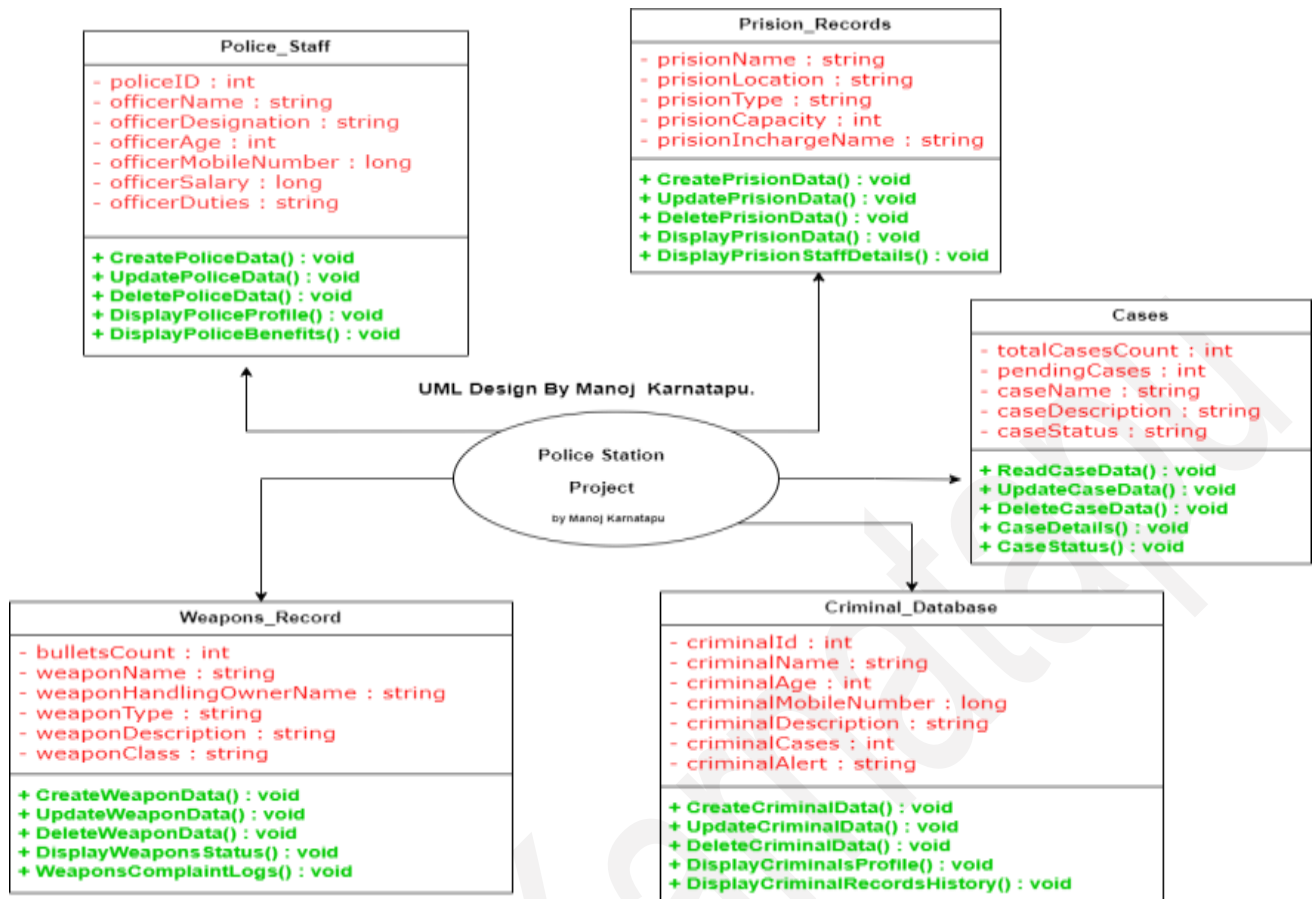 Police_Staff
- policeID : int
- officerName : string
- officerDesignation : string
- officerAge : int
- officerMobileNumber : long
- officerSalary : long
- officerDuties : string
+ CreatePoliceData() : void
+ UpdatePoliceData() : void
+ DeletePoliceData() : void
+ DisplayPoliceProfile() : void
+ DisplayPoliceBenefits() : void
Prision_Records
- prisionName : string
- prisionLocation : string
- prisionType : string
- prisionCapacity : int
- prisionInchargeName : string
+ CreatePrisionData() : void
+ UpdatePrisionData() : void
+ DeletePrisionData() : void
+ DisplayPrisionData() : void
+ DisplayPrisionStaffDetails() : void
Cases
- totalCasesCount : int
- pendingCases : int
- caseName : string
- caseDescription : string
- caseStatus : string
+ ReadCaseData() : void
+ UpdateCaseData() : void
+ DeleteCaseData() : void
+ CaseDetails() : void
+ CaseStatus() : void
UML Design By Manoj Karnatapu.
Police Station
Project
by Manoj Karnatapu
Weapons_Record
- bulletsCount : int
- weaponName : string
- weaponHandlingOwnerName : string
- weaponType : string
- weaponDescription : string
- weaponClass : string
+ CreateWeaponData() : void
+ UpdateWeaponData() : void
+ DeleteWeaponData() : void
+ DisplayWeaponsStatus() : void
+ WeaponsComplaintLogs() : void
Criminal_Database
- criminalId : int
- criminalName : string
- criminalAge : int
- criminalMobileNumber : long
- criminalDescription : string
- criminalCases : int
- criminalAlert : string
+ CreateCriminalData() : void
+ UpdateCriminalData() : void
+ DeleteCriminalData() : void
+ DisplayCriminalsProfile() : void
+ DisplayCriminalRecordsHistory() : void
Karnatapu